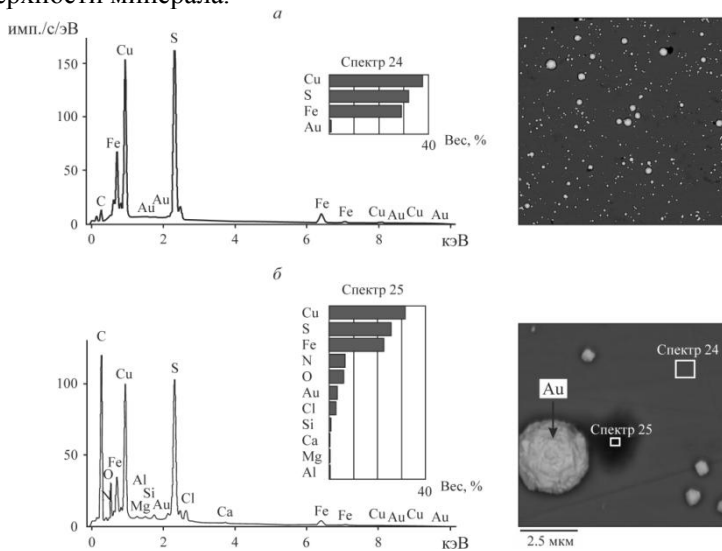 верхности минерала.
а
имп./с/эВ
Cu
S
150
Спектр 24
Cu
S
Fe
Au
40
Вес, %
100
Fe
50
C
Au
Au
Fe
Fe
Cu
Au
Cu
Au
0
0
2
4
6
8
кэВ
б
Спектр 25
C
Cu
S
Cu
S
Fe
N
O
Au
Cl
Si
Ca
Mg
Al
40
Вес, %
100
50
O
Fe
Al
Mg
Si
Au
Cl
Ca
Fe
Fe
Cu
Au
Cu
Au
0
0
2
4
6
8
кэВ
Спектр 24
Au
Спектр 25
2.5 мкм